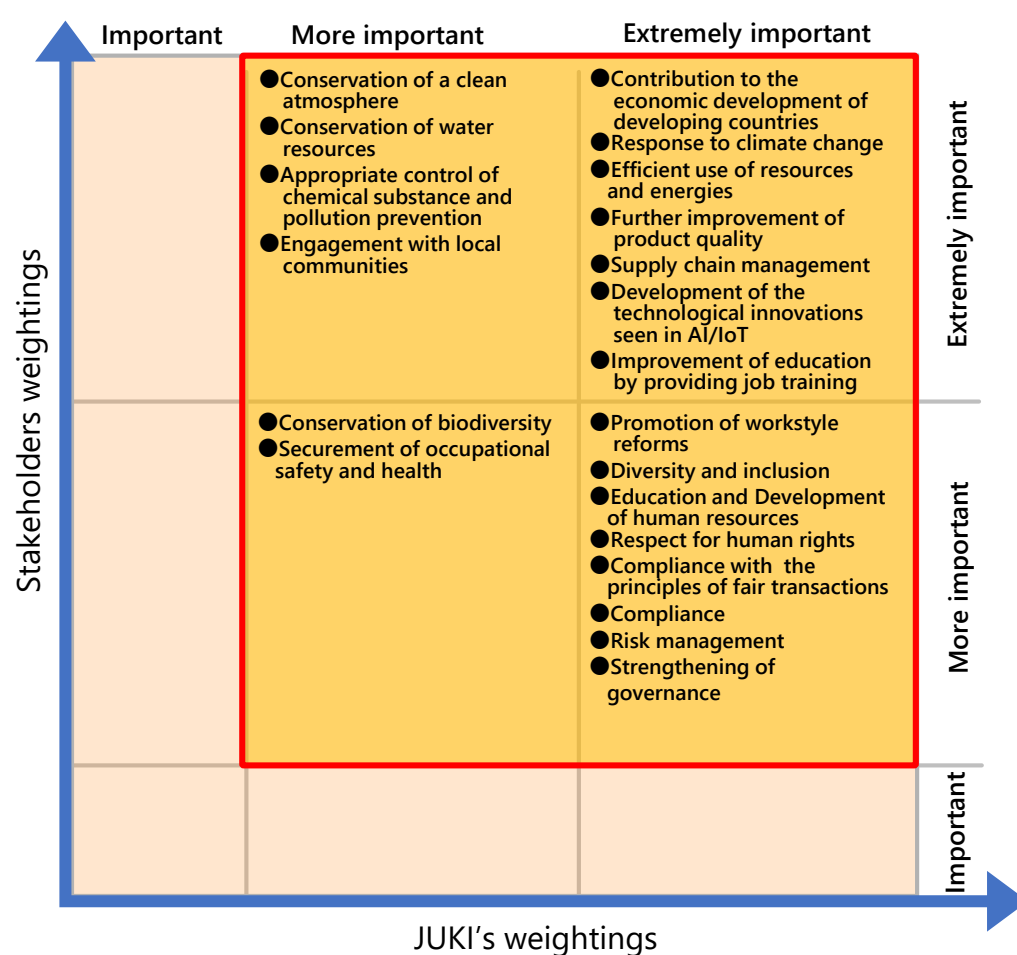 Important
More important
Extremely important
Stakeholders weightings
●Conservation of a clean
atmosphere
●Conservation of water
resources
●Appropriate control of
chemical substance and
pollution prevention
●Engagement with local
communities
●Contribution to the
economic development of
developing countries
●Response to climate change
●Efficient use of resources
and energies
●Further improvement of
product quality
●Supply chain management
●Development of the
technological innovations
seen in AI/IoT
●Improvement of education
by providing job training
Extremely important
●Conservation of biodiversity
●Securement of occupational
safety and health
●Promotion of workstyle
reforms
●Diversity and inclusion
●Education and Development
of human resources
●Respect for human rights
●Compliance with the
principles of fair transactions
●Compliance
●Risk management
●Strengthening of
governance
More important
Important
JUKI's weightings